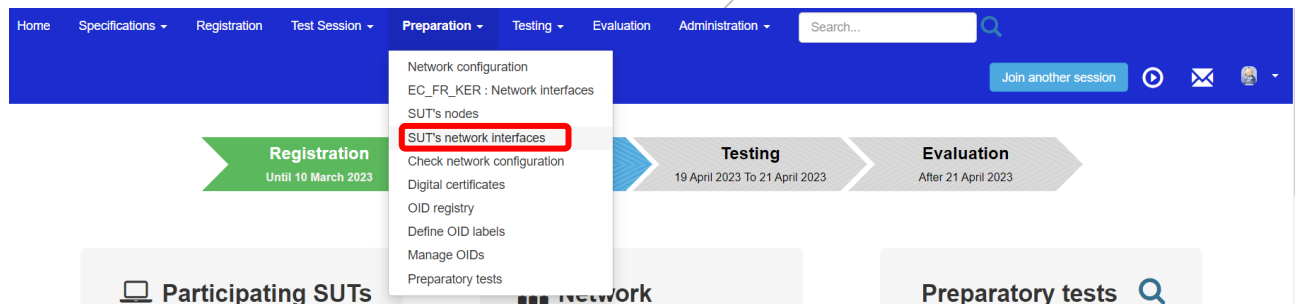 Home Specifications Registration Test Session Preparation Testing Evaluation Administration Search...
Join another session
Network configuration
EC_FR_KER : Network interfaces
SUT's nodes
SUT's network interfaces
Check network configuration
Digital certificates
OID registry
Define OID labels
Manage OIDs
Preparatory tests
Registration
Until 10 March 2023
Testing
19 April 2023 To 21 April 2023
Evaluation
After 21 April 2023
Participating SUTs
Network
Preparatory tests